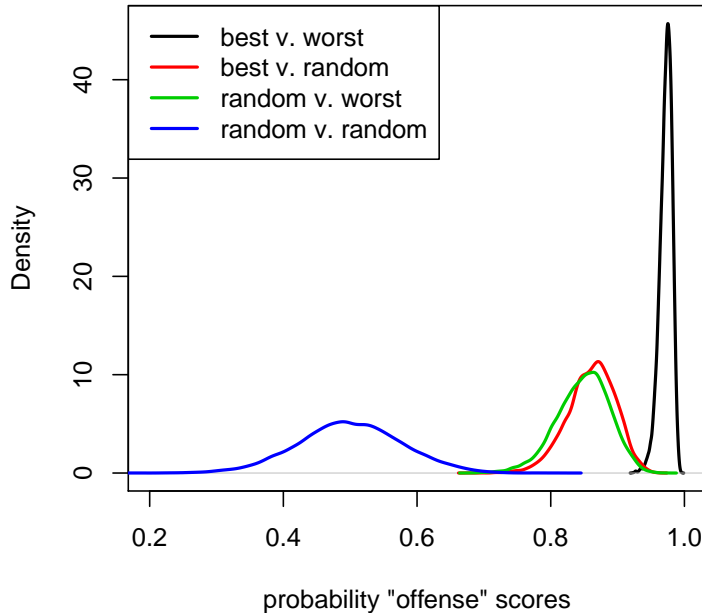 best v. worst
best v. random
random v. worst
random v. random
Density
40
30
20
10
0
0.2 0.4 0.6 0.8 1.0
probability "offense" scores